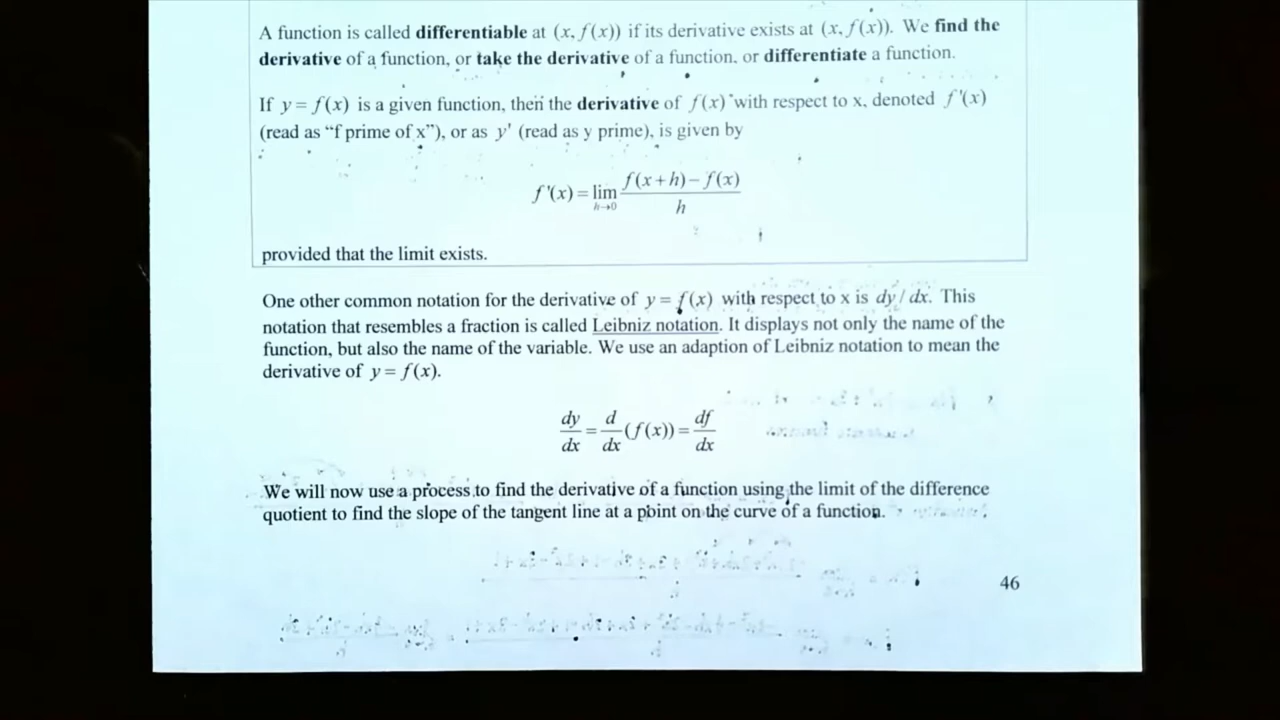 A function is called differentiable at (x, f(x)) if its derivative exists at (x, f(x)). We find the
derivative of a function, or take the derivative of a function, or differentiate a function.
If y = f(x) is a given function, then the derivative of f(x) with respect to x, denoted f'(x)
(read as “f prime of x”), or as y' (read as y prime), is given by
f'(x) = lim h→0 f(x+h) − f(x) / h
provided that the limit exists.
One other common notation for the derivative of y = f(x) with respect to x is dy / dx. This
notation that resembles a fraction is called Leibniz notation. It displays not only the name of the
function, but also the name of the variable. We use an adaption of Leibniz notation to mean the
derivative of y = f(x).
dy/dx = d/dx (f(x)) = df/dx
We will now use a process to find the derivative of a function using the limit of the difference
quotient to find the slope of the tangent line at a point on the curve of a function.
46